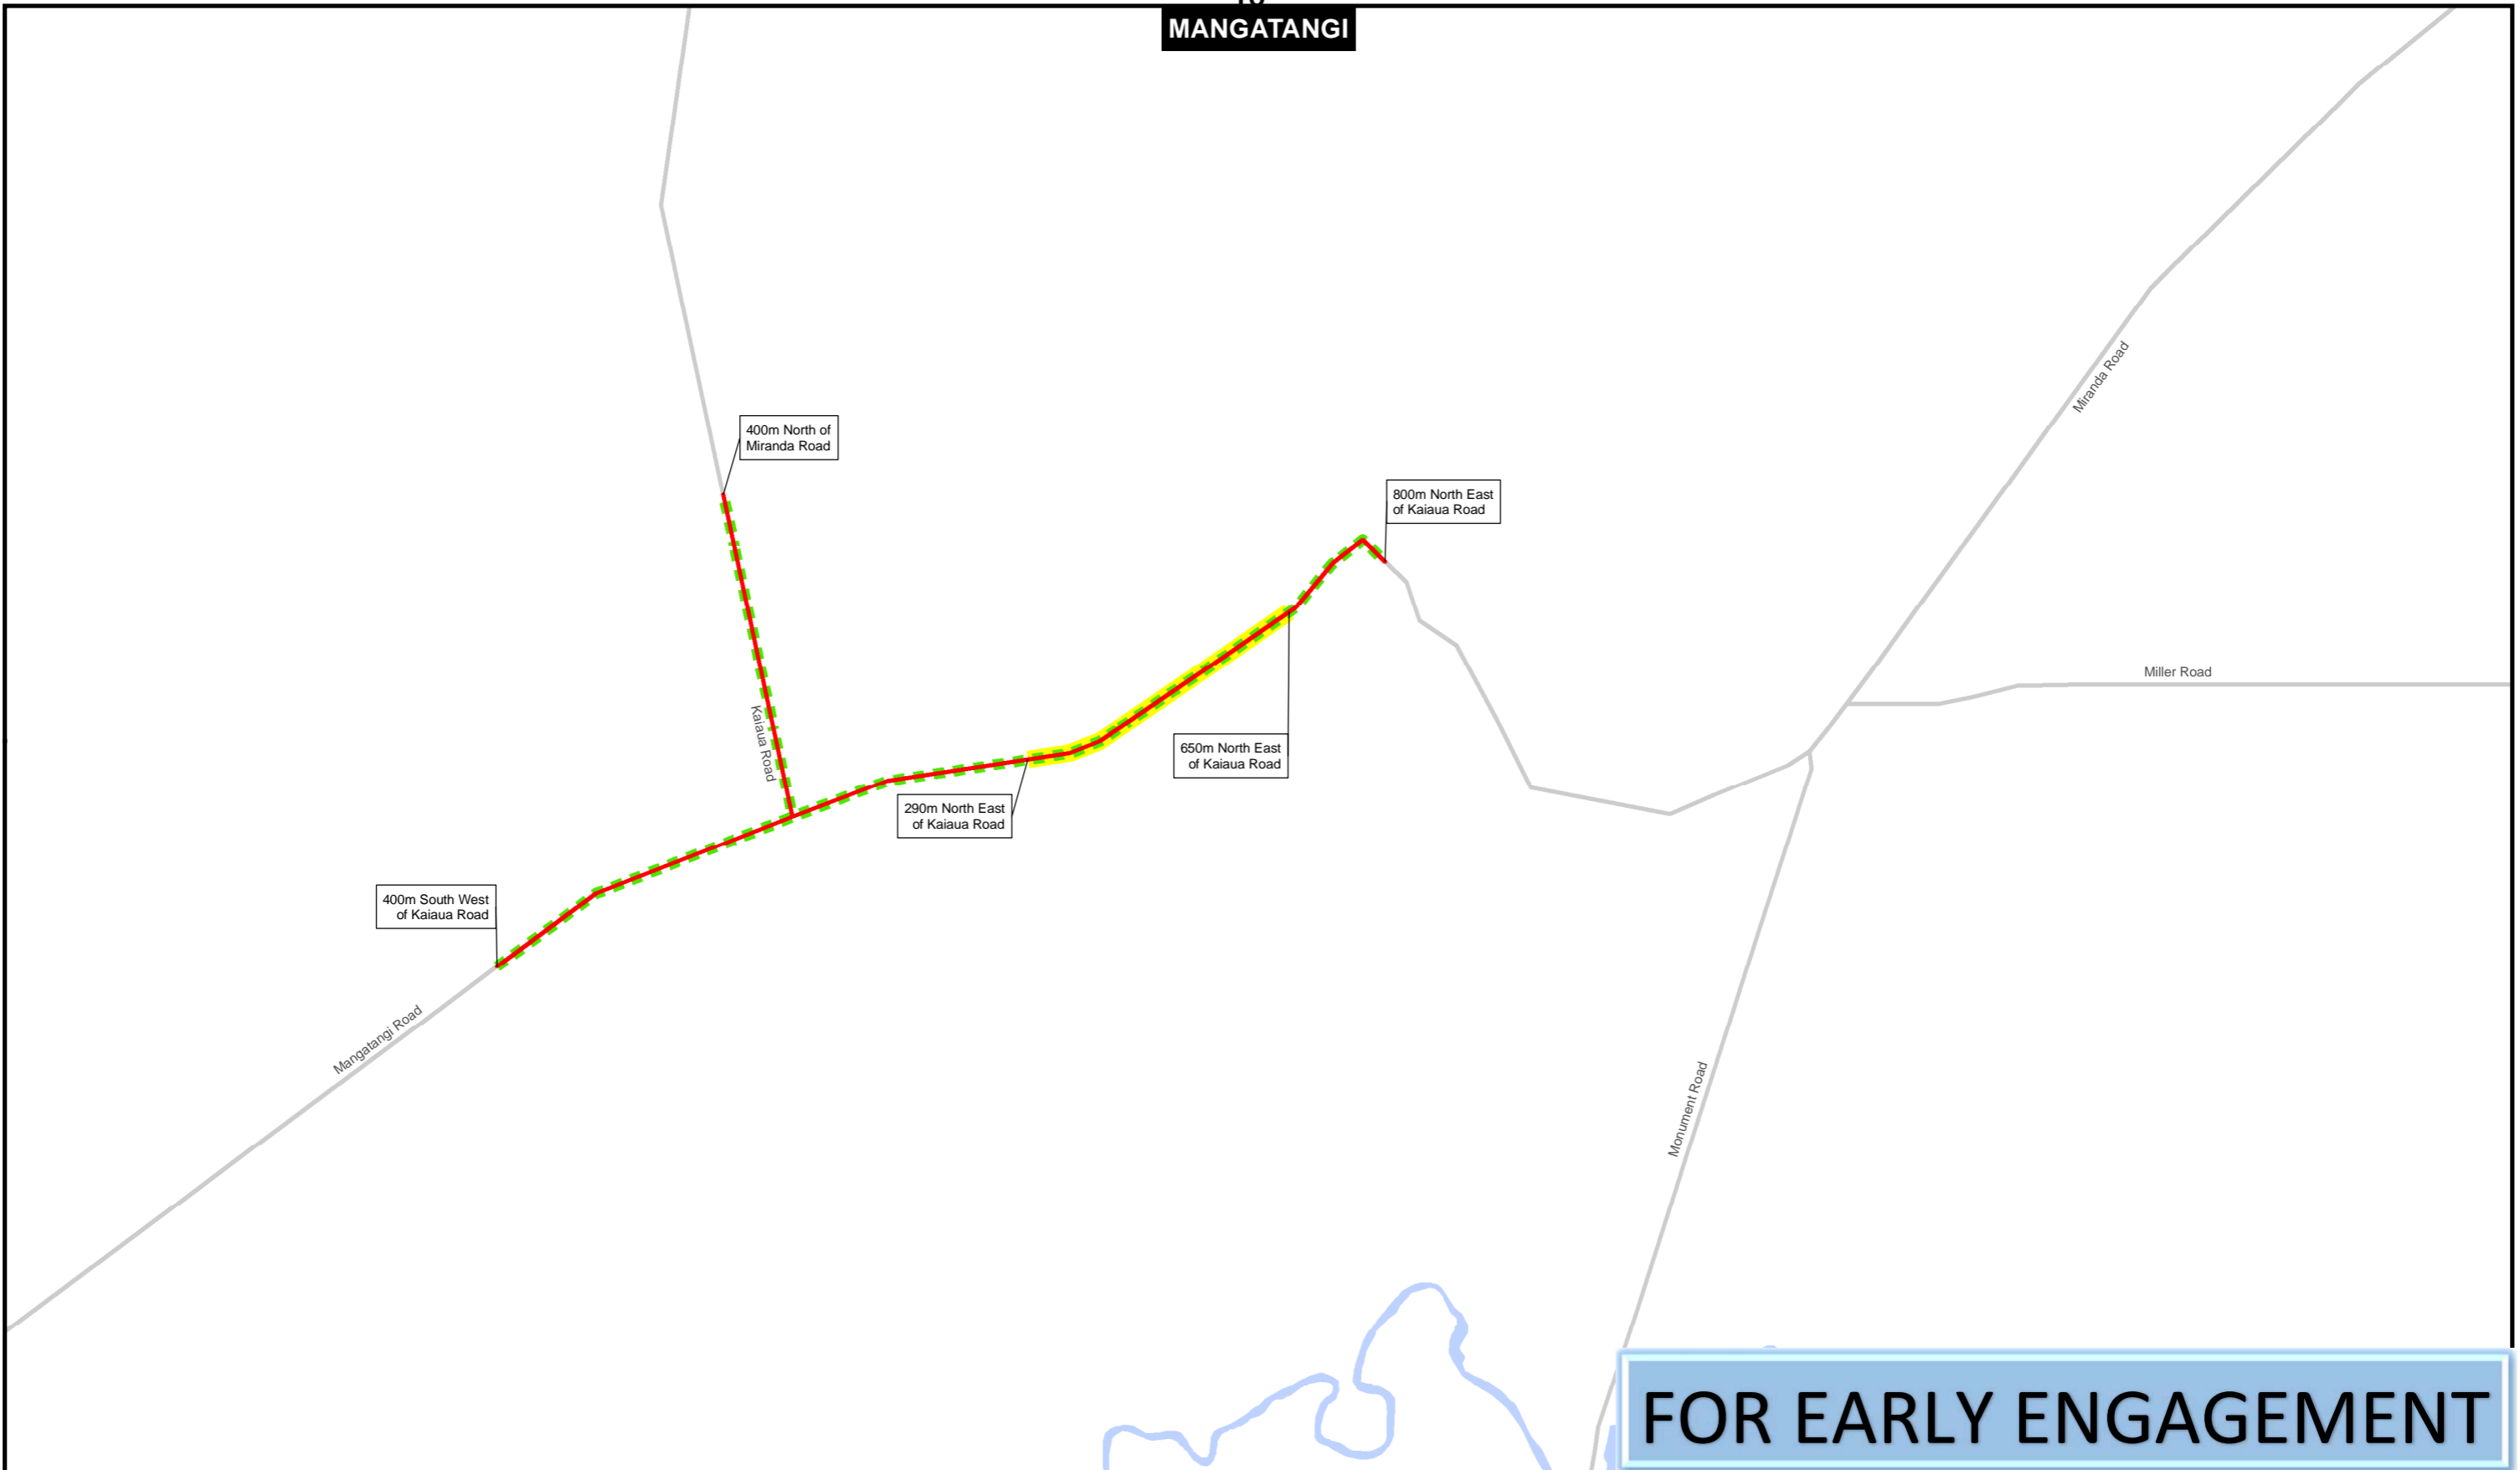 MANGATANGI
Miranda Road
400m North of
Miranda Road
800m North East
of Kaiaua Road
Miller Road
Kaiaua Road
650m North East
of Kaiaua Road
290m North East
of Kaiaua Road
400m South West
of Kaiaua Road
Mangatangi Road
Monument Road
FOR EARLY ENGAGEMENT